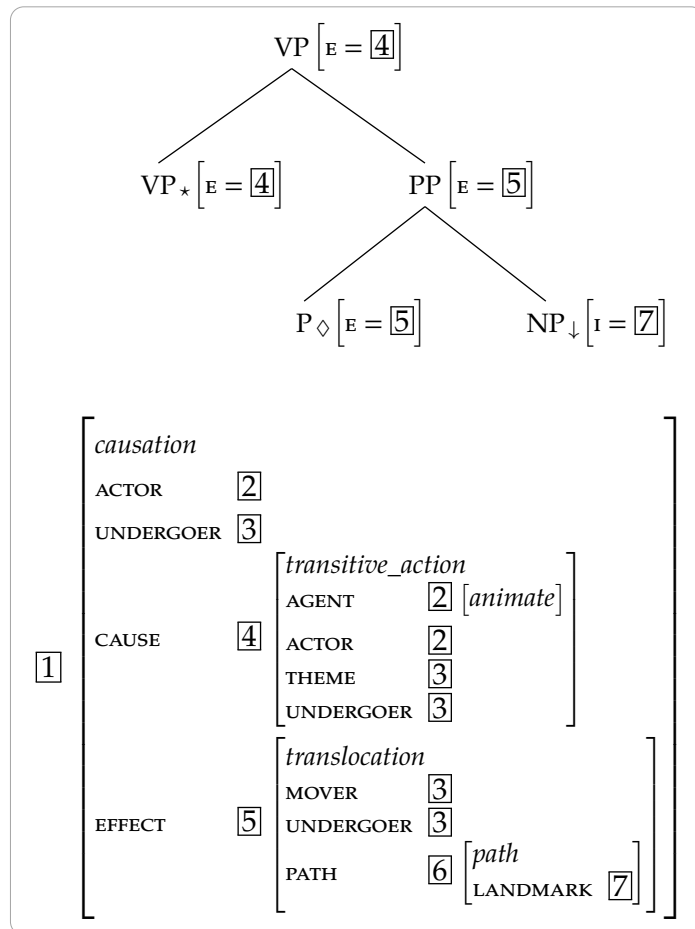 VP [E = 4]
VP⋆ [E = 4] PP [E = 5]
P◇ [E = 5] NP↓ [I = 7]
causation
ACTOR 2
UNDERGOER 3
transitive_action
AGENT 2 [animate]
CAUSE 4 ACTOR 2
THEME 3
1
UNDERGOER 3
translocation
MOVER 3
EFFECT 5 UNDERGOER 3
path
PATH 6
LANDMARK 7